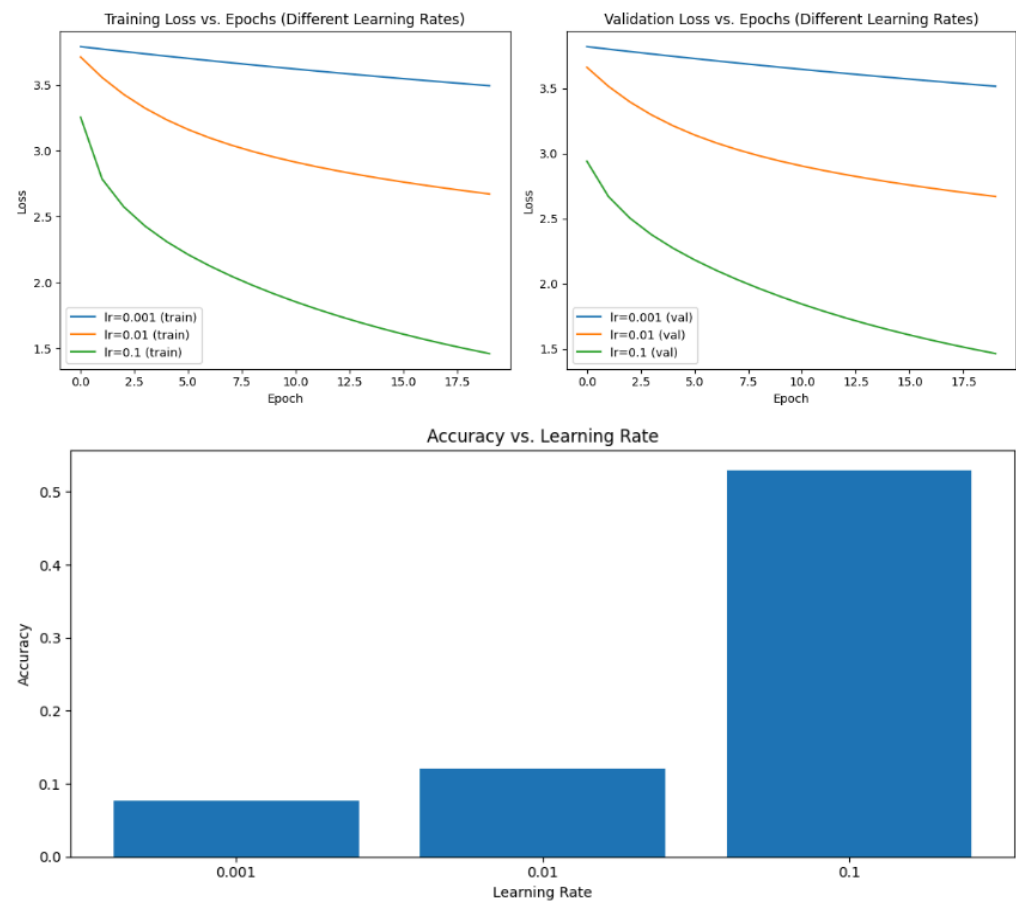 Training Loss vs. Epochs (Different Learning Rates)
3.5
3.0
2.5
2.0
1.5
Loss
lr=0.001 (train)
lr=0.01 (train)
lr=0.1 (train)
0.0 2.5 5.0 7.5 10.0 12.5 15.0 17.5
Epoch
Validation Loss vs. Epochs (Different Learning Rates)
3.5
3.0
2.5
2.0
1.5
Loss
lr=0.001 (val)
lr=0.01 (val)
lr=0.1 (val)
0.0 2.5 5.0 7.5 10.0 12.5 15.0 17.5
Epoch
Accuracy vs. Learning Rate
0.5
0.4
0.3
0.2
0.1
0.0
Accuracy
0.001 0.01 0.1
Learning Rate